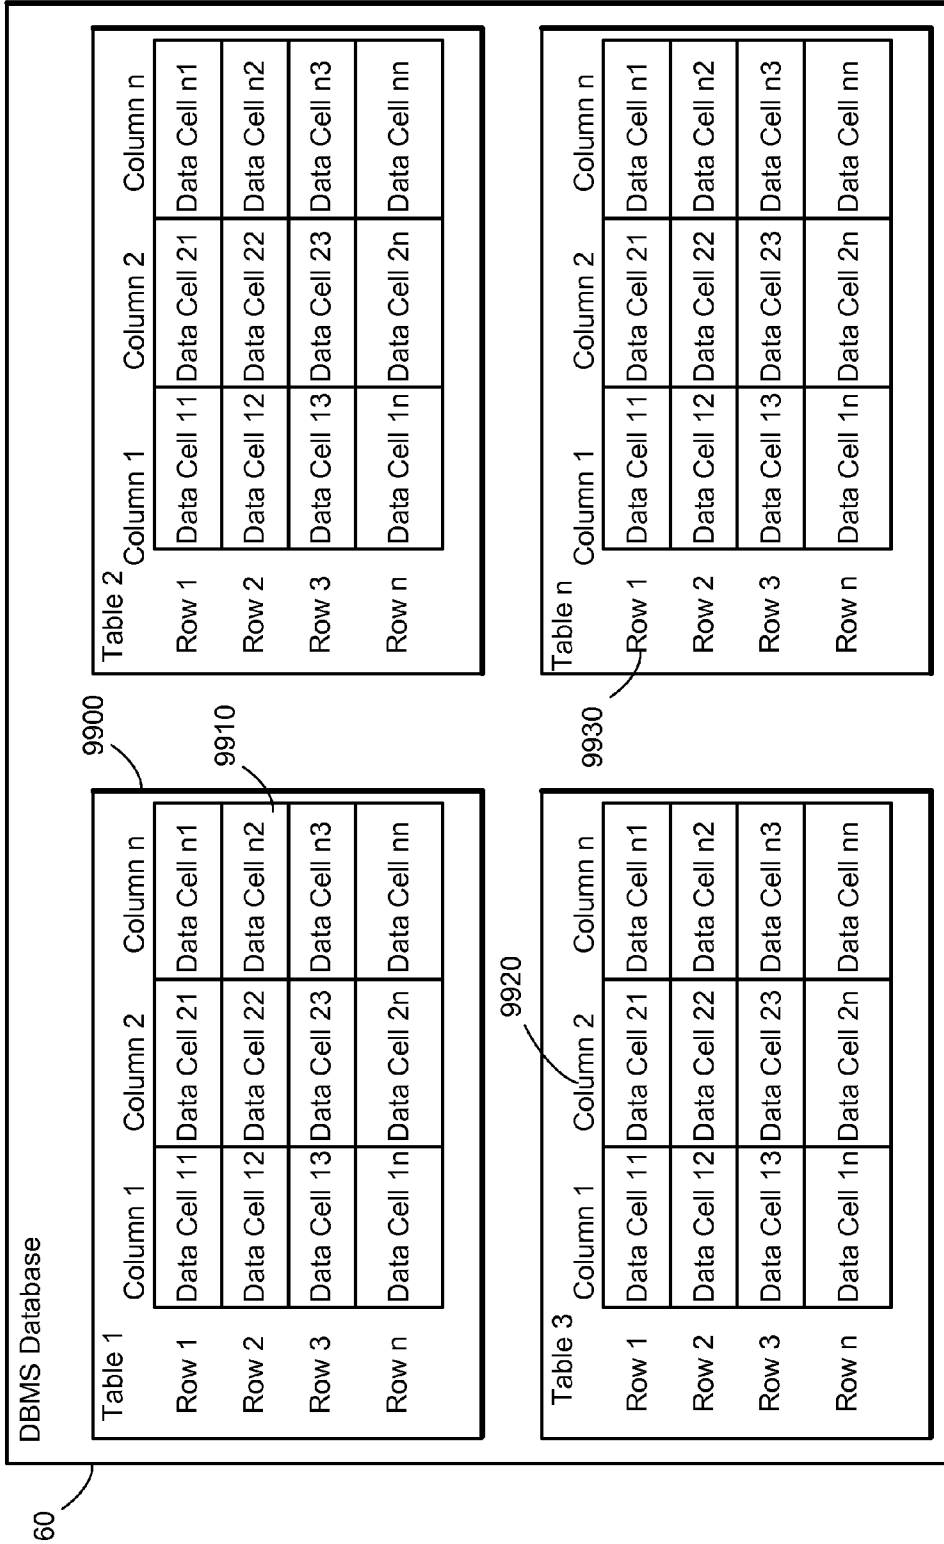 60
DBMS Database
Table 1
Column 1 Column 2 Column n
Row 1 Data Cell 11 Data Cell 21 Data Cell n1
Row 2 Data Cell 12 Data Cell 22 Data Cell n2
Row 3 Data Cell 13 Data Cell 23 Data Cell n3
Row n Data Cell 1n Data Cell 2n Data Cell nn
9900
9910
Table 2
Column 1 Column 2 Column n
Row 1 Data Cell 11 Data Cell 21 Data Cell n1
Row 2 Data Cell 12 Data Cell 22 Data Cell n2
Row 3 Data Cell 13 Data Cell 23 Data Cell n3
Row n Data Cell 1n Data Cell 2n Data Cell nn
9920
Table 3
Column 1 Column 2 Column n
Row 1 Data Cell 11 Data Cell 21 Data Cell n1
Row 2 Data Cell 12 Data Cell 22 Data Cell n2
Row 3 Data Cell 13 Data Cell 23 Data Cell n3
Row n Data Cell 1n Data Cell 2n Data Cell nn
9930
Table n
Column 1 Column 2 Column n
Row 1 Data Cell 11 Data Cell 21 Data Cell n1
Row 2 Data Cell 12 Data Cell 22 Data Cell n2
Row 3 Data Cell 13 Data Cell 23 Data Cell n3
Row n Data Cell 1n Data Cell 2n Data Cell nn